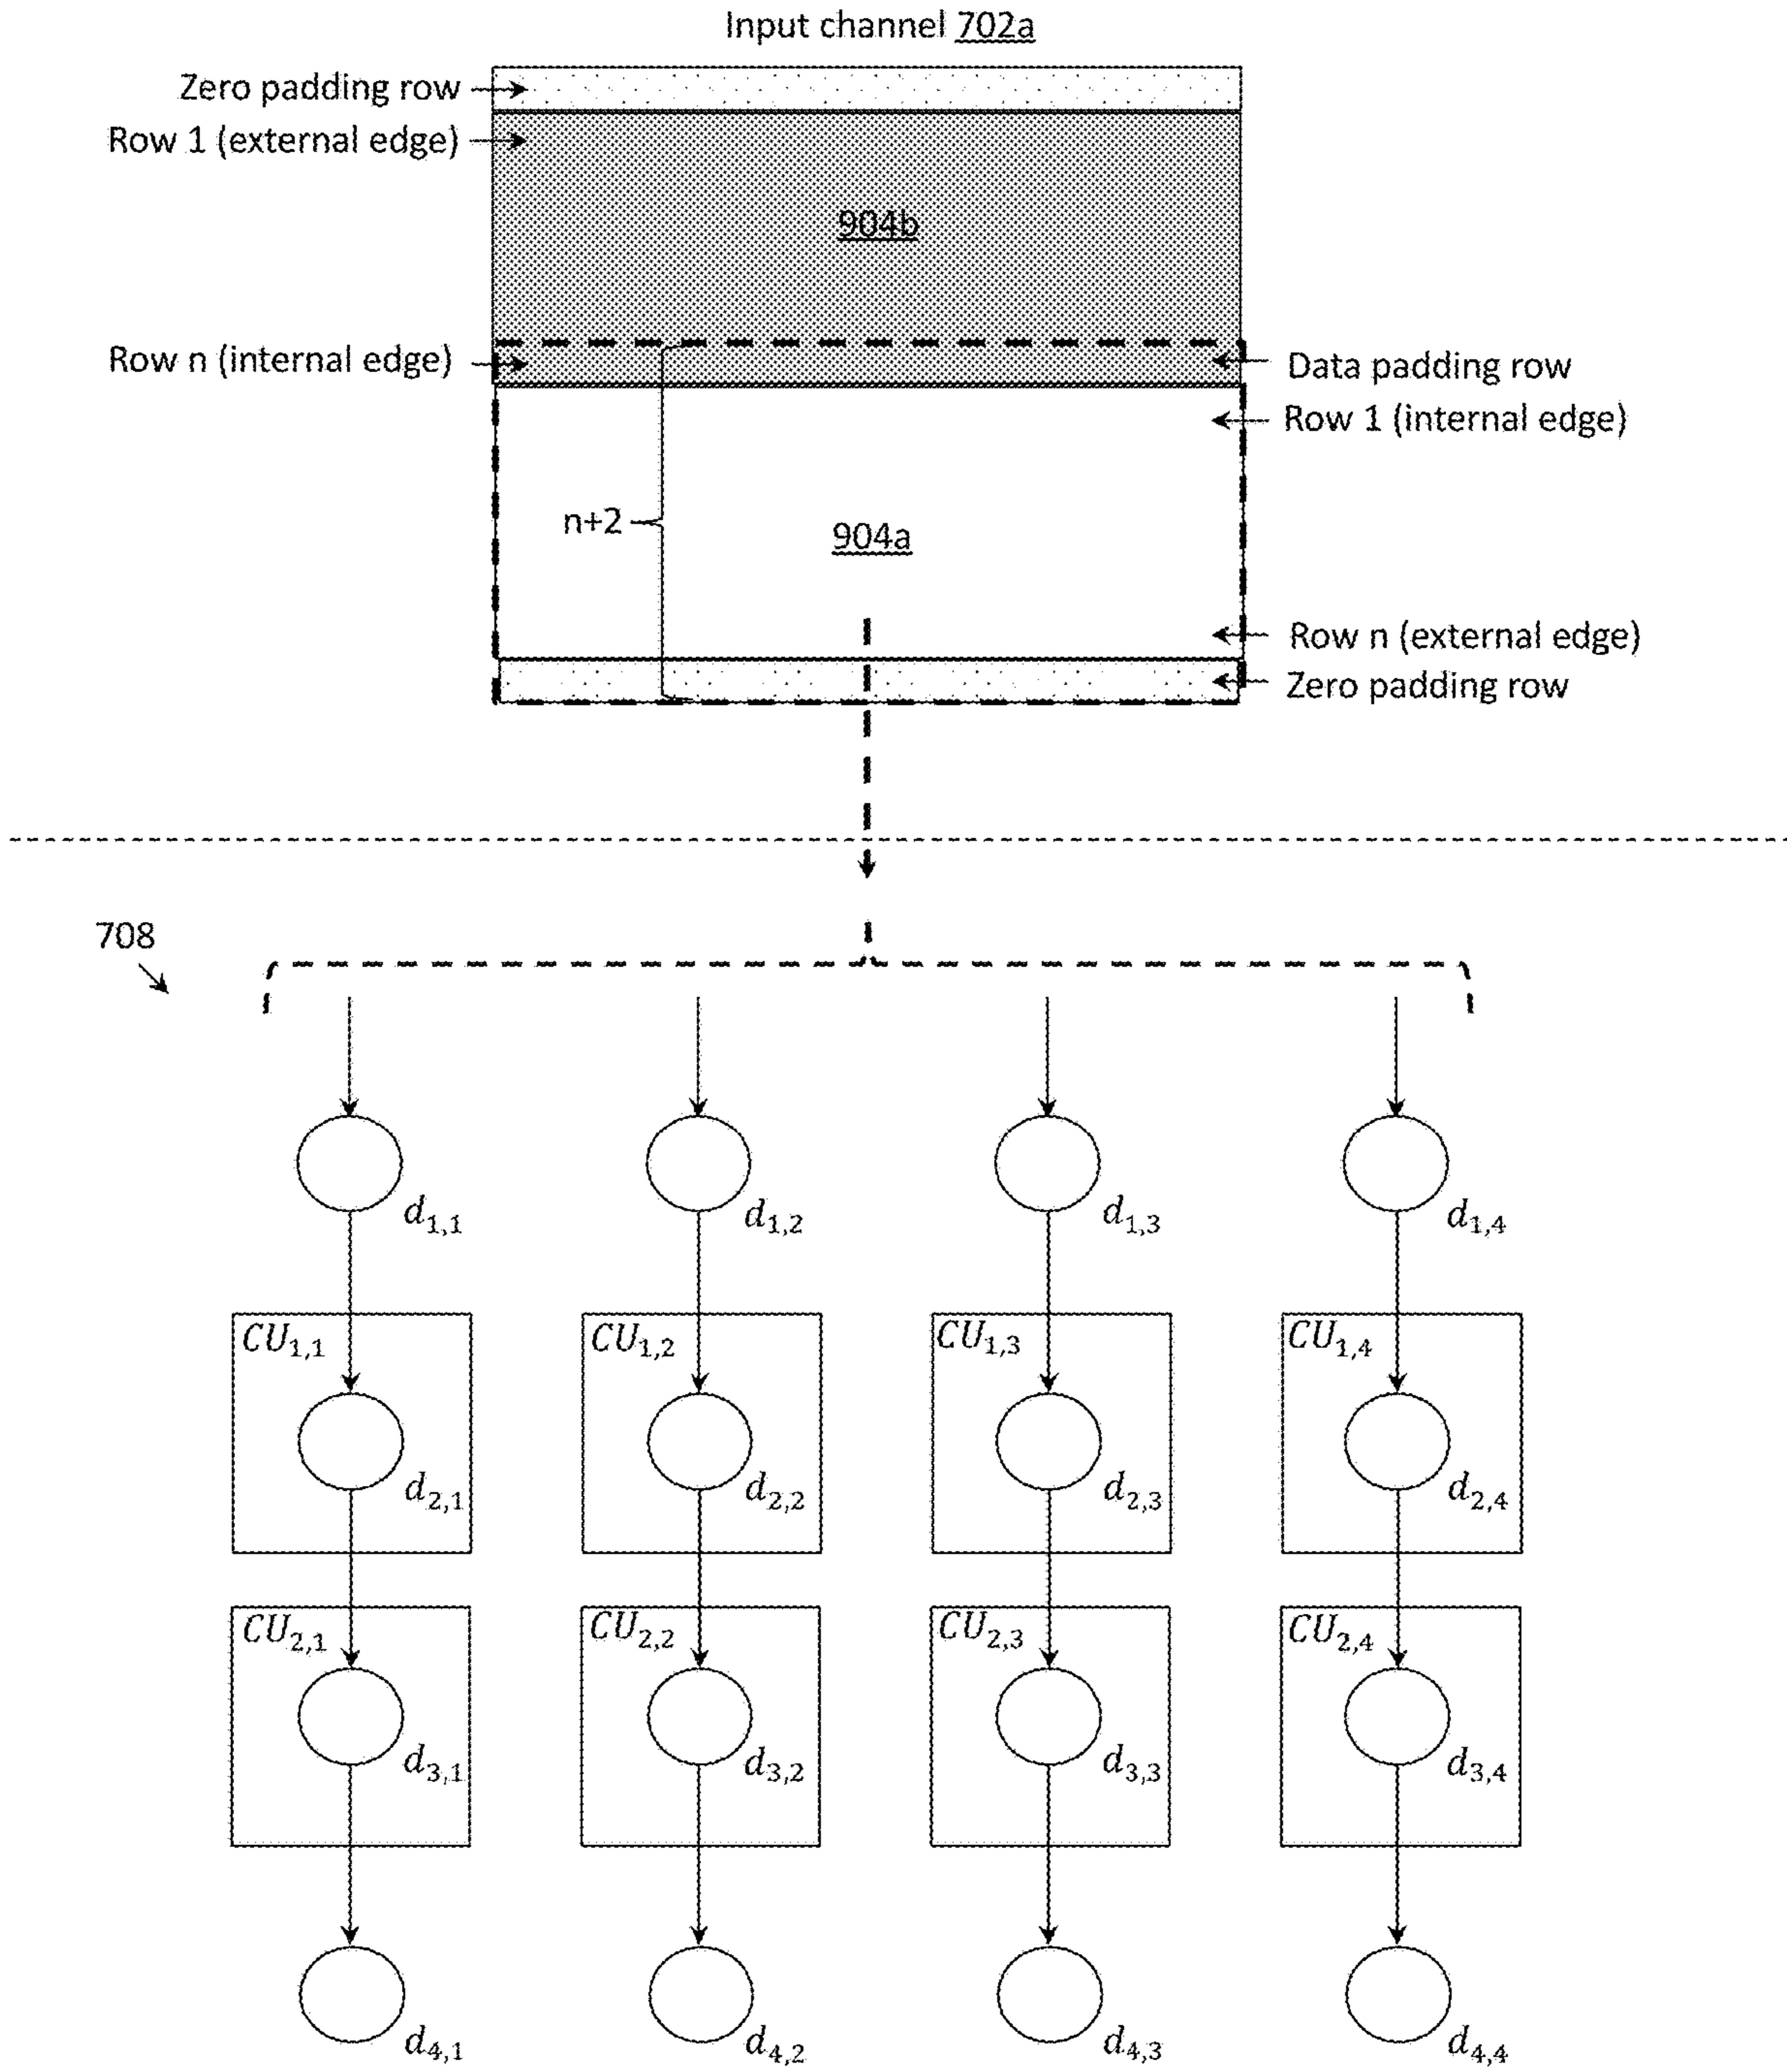 Input channel 702a
Zero padding row
Row 1 (external edge)
904b
Row n (internal edge)
Data padding row
Row 1 (internal edge)
n+2
904a
Row n (external edge)
Zero padding row
708
d1,1 d1,2 d1,3 d1,4
CU1,1 CU1,2 CU1,3 CU1,4
d2,1 d2,2 d2,3 d2,4
CU2,1 CU2,2 CU2,3 CU2,4
d3,1 d3,2 d3,3 d3,4
d4,1 d4,2 d4,3 d4,4